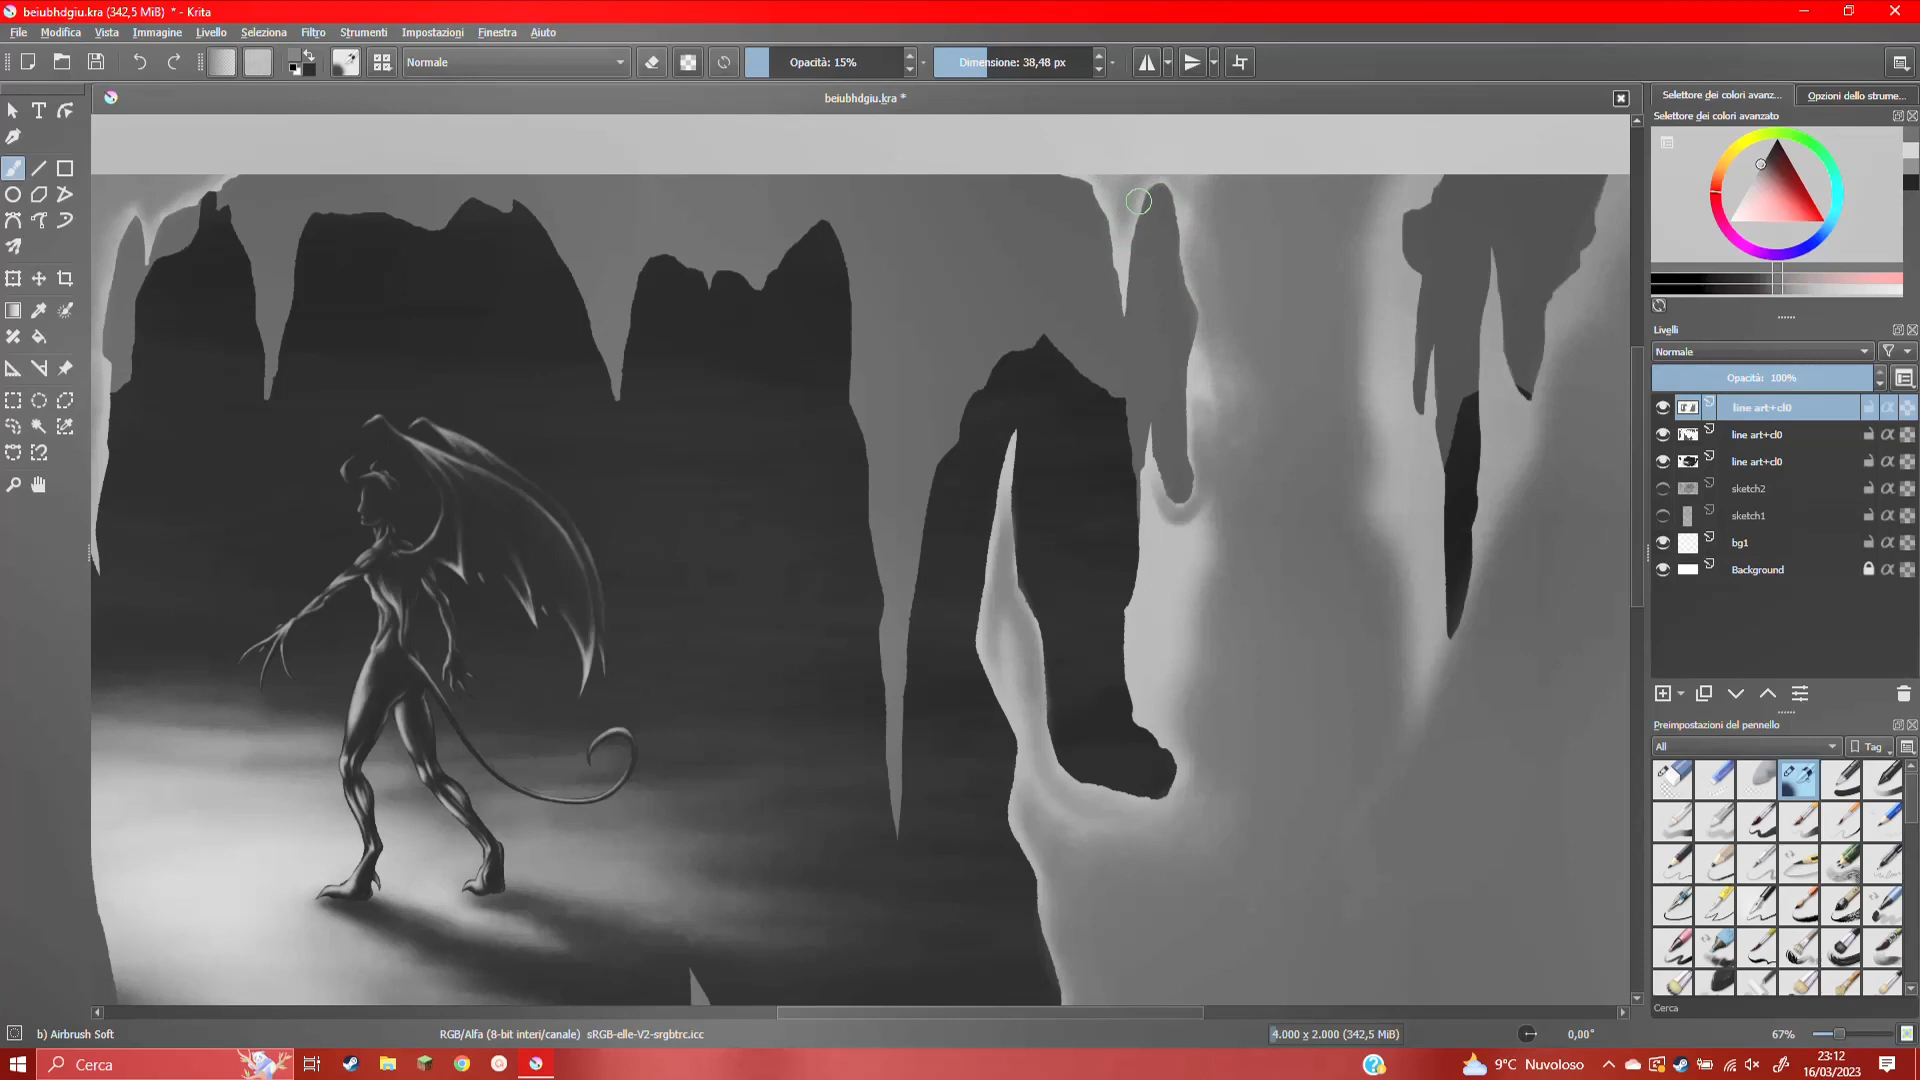 beiubhdgiu.kra (342,5 MiB) * - Krita
File Modifica Vista Immagine Livello Seleziona Filtro Strumenti Impostazioni Finestra Aiuto
Normale Opacità: 15% Dimensione: 38,48 px
beiubhdgiu.kra *
Selettore dei colori avanz... Opzioni dello strume...
Selettore dei colori avanzato
Livelli
Normale
Opacità: 100%
line art+cl0
line art+cl0
line art+cl0
sketch2
sketch1
bg1
Background
Preimpostazioni del pennello
All Tag
Cerca
b) Airbrush Soft RGB/Alfa (8-bit interi/canale) sRGB-elle-V2-srgbtrc.icc 4.000 x 2.000 (342,5 MiB) 0,00° 67%
Cerca 9°C Nuvoloso 23:12
16/03/2023